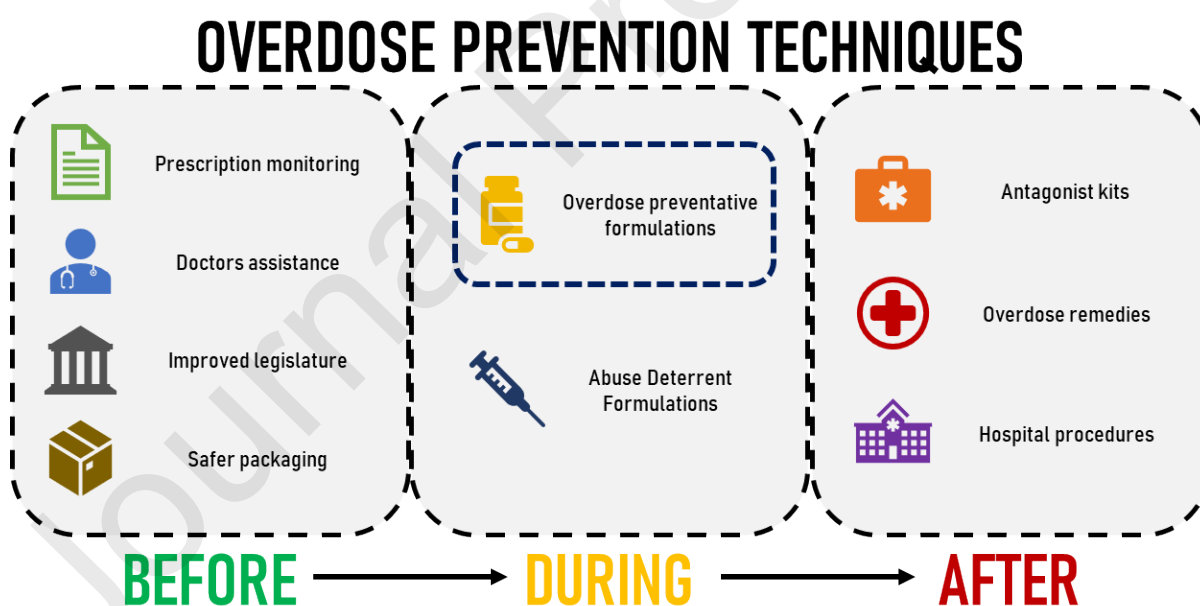 OVERDOSE PREVENTION TECHNIQUES
Prescription monitoring
Doctors assistance
Improved legislature
Safer packaging
Overdose preventative
formulations
Abuse Deterrent
Formulations
Antagonist kits
Overdose remedies
Hospital procedures
BEFORE
DURING
AFTER
Journal